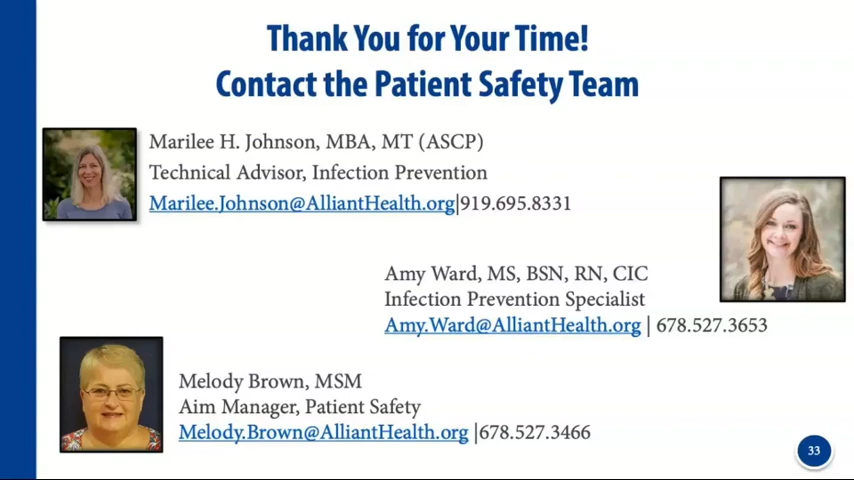 Thank You for Your Time!
Contact the Patient Safety Team
Marilee H. Johnson, MBA, MT (ASCP)
Technical Advisor, Infection Prevention
Marilee.Johnson@AlliantHealth.org|919.695.8331
Amy Ward, MS, BSN, RN, CIC
Infection Prevention Specialist
Amy.Ward@AlliantHealth.org | 678.527.3653
Melody Brown, MSM
Aim Manager, Patient Safety
Melody.Brown@AlliantHealth.org |678.527.3466
33